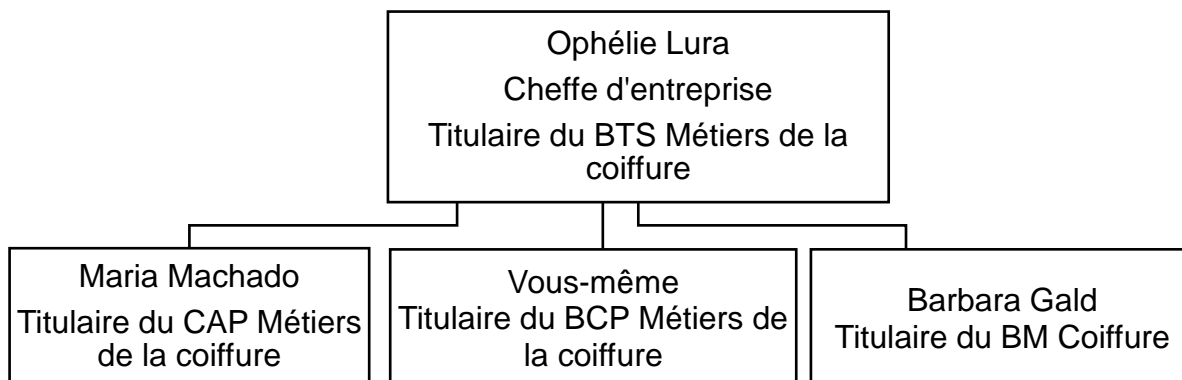 Ophélie Lura
Cheffe d'entreprise
Titulaire du BTS Métiers de la
coiffure
Maria Machado
Titulaire du CAP Métiers
de la coiffure
Vous-même
Titulaire du BCP Métiers de
la coiffure
Barbara Gald
Titulaire du BM Coiffure